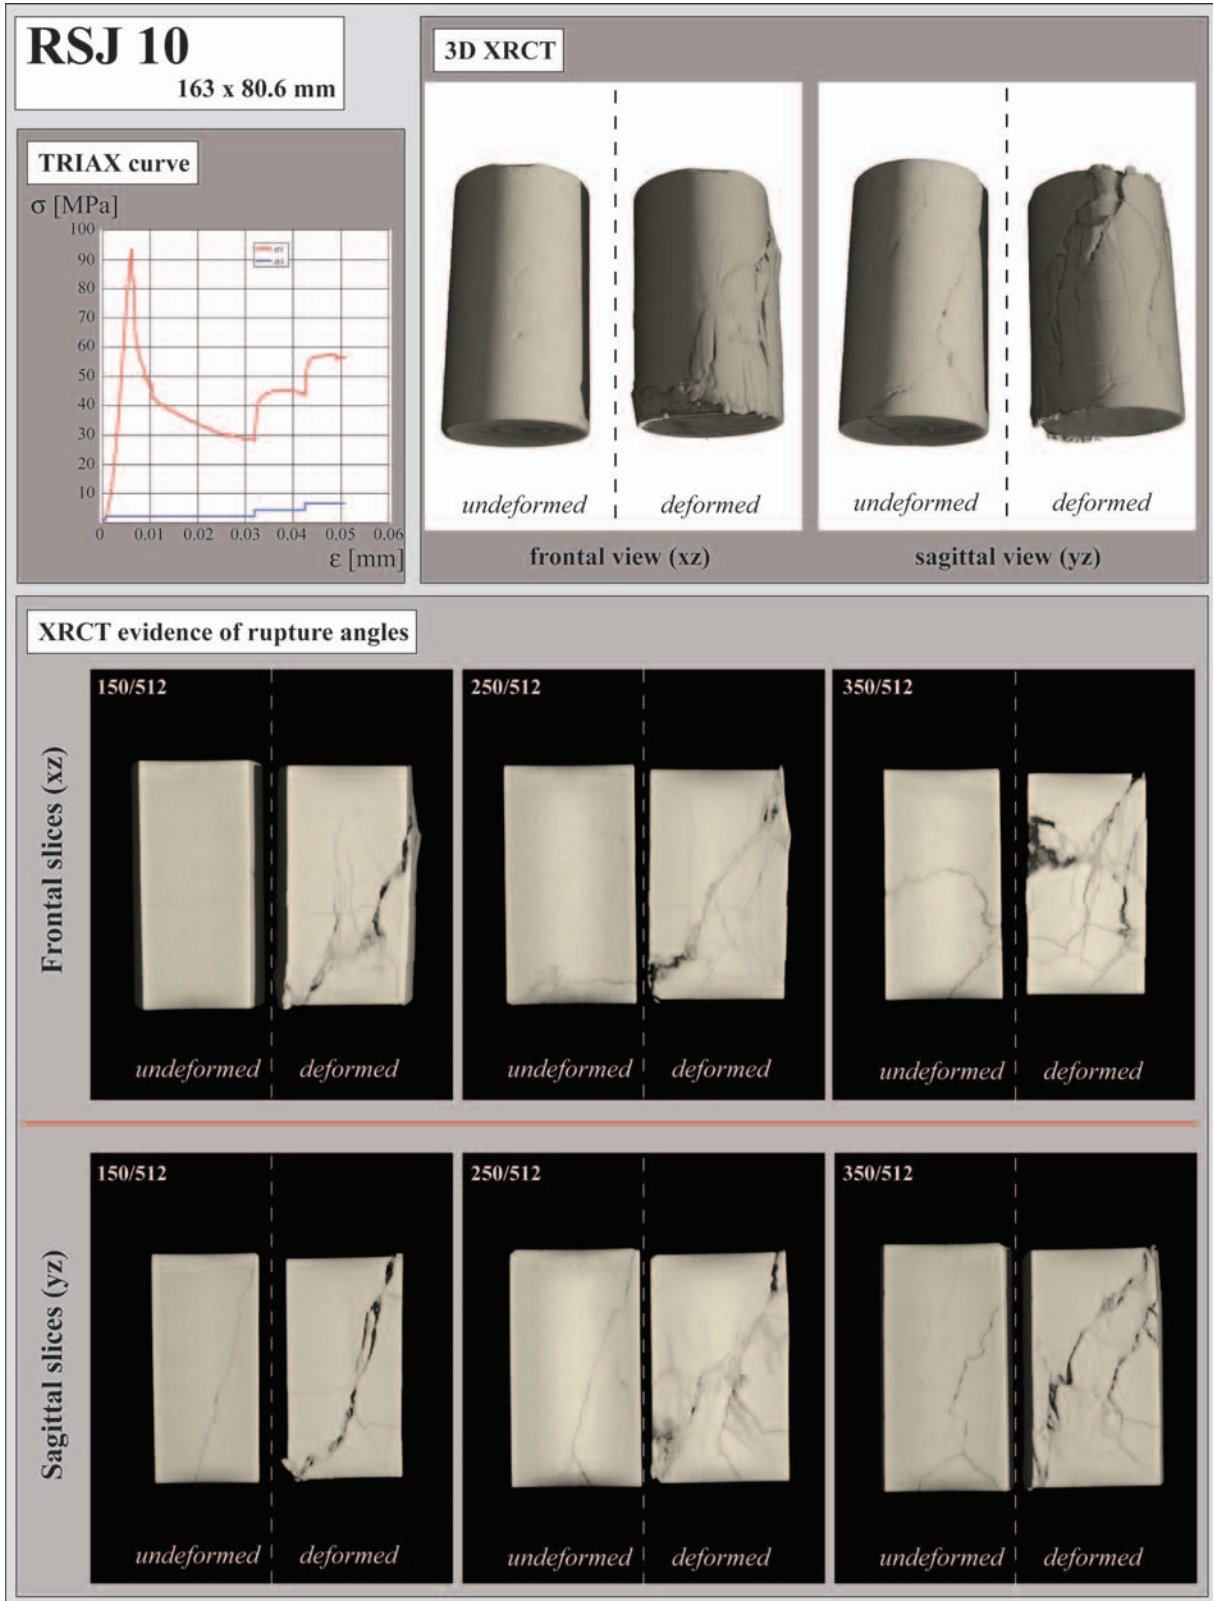 RSJ 10
163 x 80.6 mm
TRIAX curve
σ [MPa]
100
90
80
70
60
50
40
30
20
10
0
0.01
0.02
0.03
0.04
0.05
0.06
ε [mm]
σ1
σ3
3D XRCT
undeformed
deformed
frontal view (xz)
undeformed
deformed
sagittal view (yz)
XRCT evidence of rupture angles
Frontal slices (xz)
150/512
undeformed
deformed
250/512
undeformed
deformed
350/512
undeformed
deformed
Sagittal slices (yz)
150/512
undeformed
deformed
250/512
undeformed
deformed
350/512
undeformed
deformed